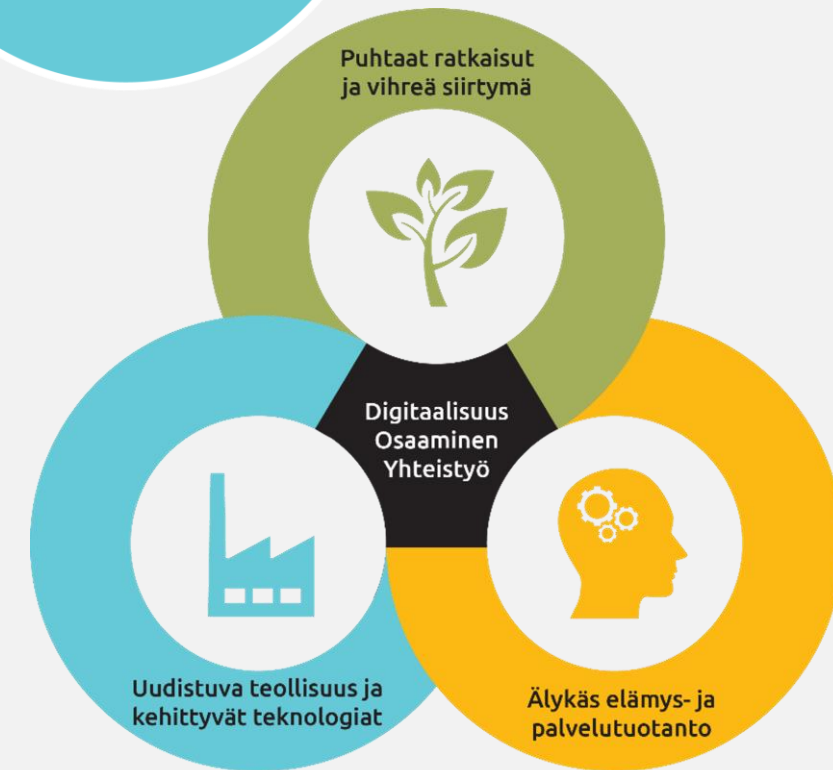 Puhtaat ratkaisut
ja vihreä siirtymä
Digitaalisuus
Osaaminen
Yhteistyö
Uudistuva teollisuus ja
kehittyvät teknologiat
Älykäs elämys- ja
palvelutuotanto